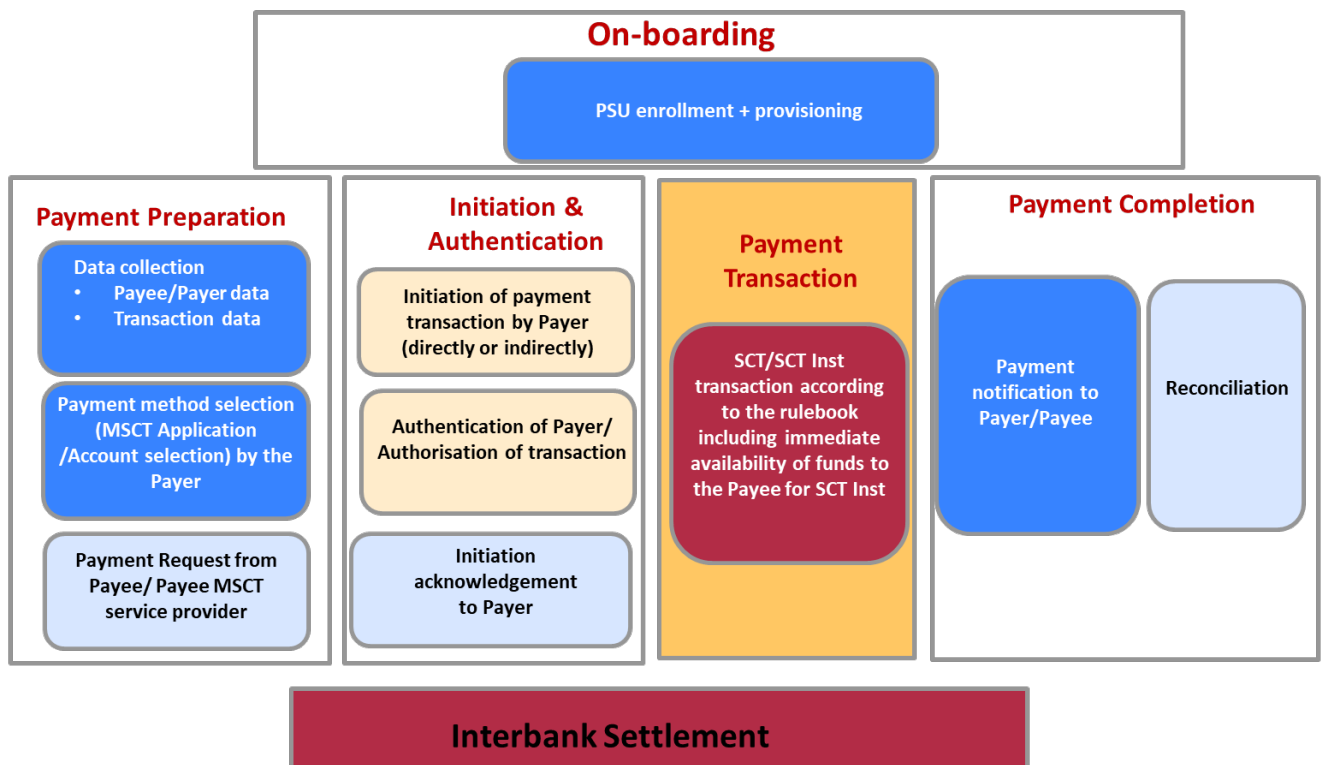 On-boarding
PSU enrollment + provisioning
Payment Preparation
Data collection
• Payee/Payer data
• Transaction data
Payment method selection
(MSCT Application
/Account selection) by the
Payer
Payment Request from
Payee/ Payee MSCT
service provider
Initiation &
Authentication
Initiation of payment
transaction by Payer
(directly or indirectly)
Authentication of Payer/
Authorisation of transaction
Initiation
acknowledgement
to Payer
Payment
Transaction
SCT/SCT Inst
transaction according
to the rulebook
including immediate
availability of funds to
the Payee for SCT Inst
Payment Completion
Payment
notification to
Payer/Payee
Reconciliation
Interbank Settlement